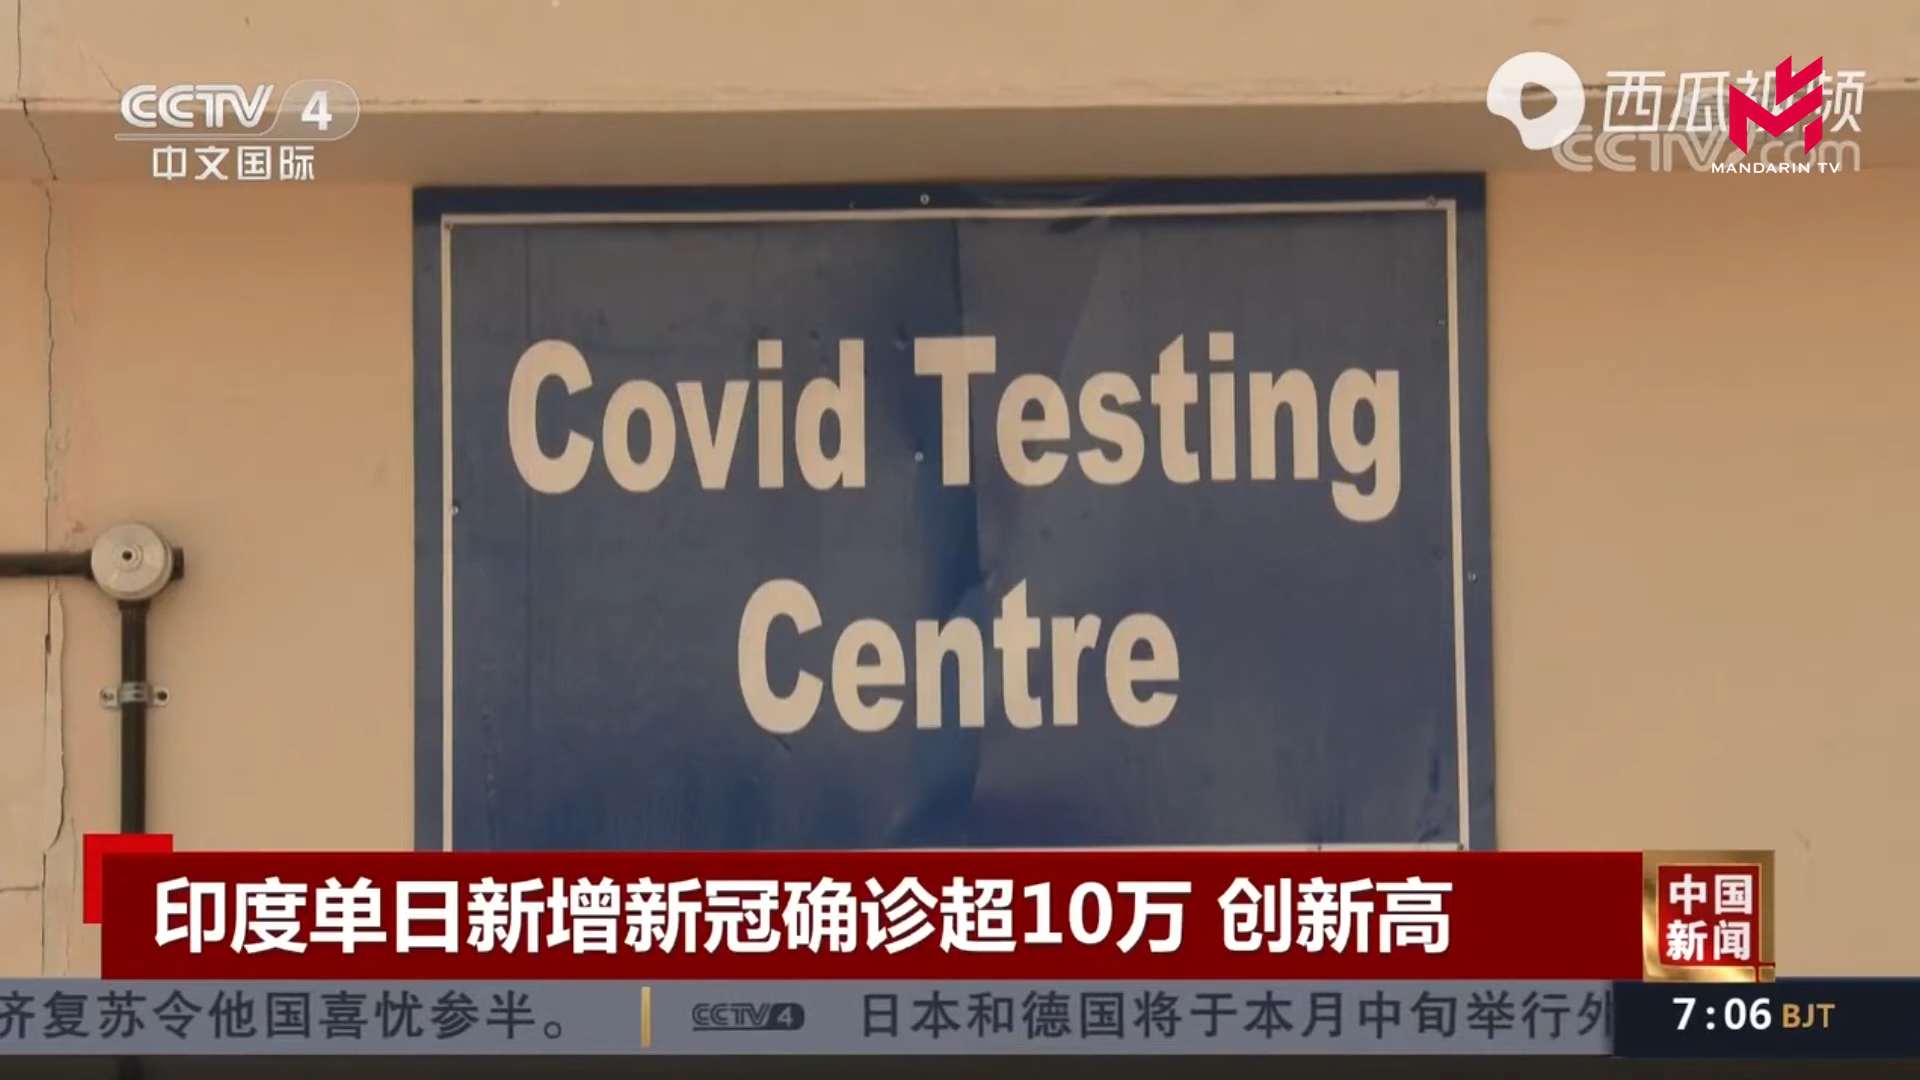 CCTV 4
中文国际
西瓜视频
CCTV.com
MANDARIN TV
Covid Testing
Centre
印度单日新增新冠确诊超10万 创新高
中国
新闻
济复苏令他国喜忧参半。 CCTV 4 日本和德国将于本月中旬举行外
7:06 BJT